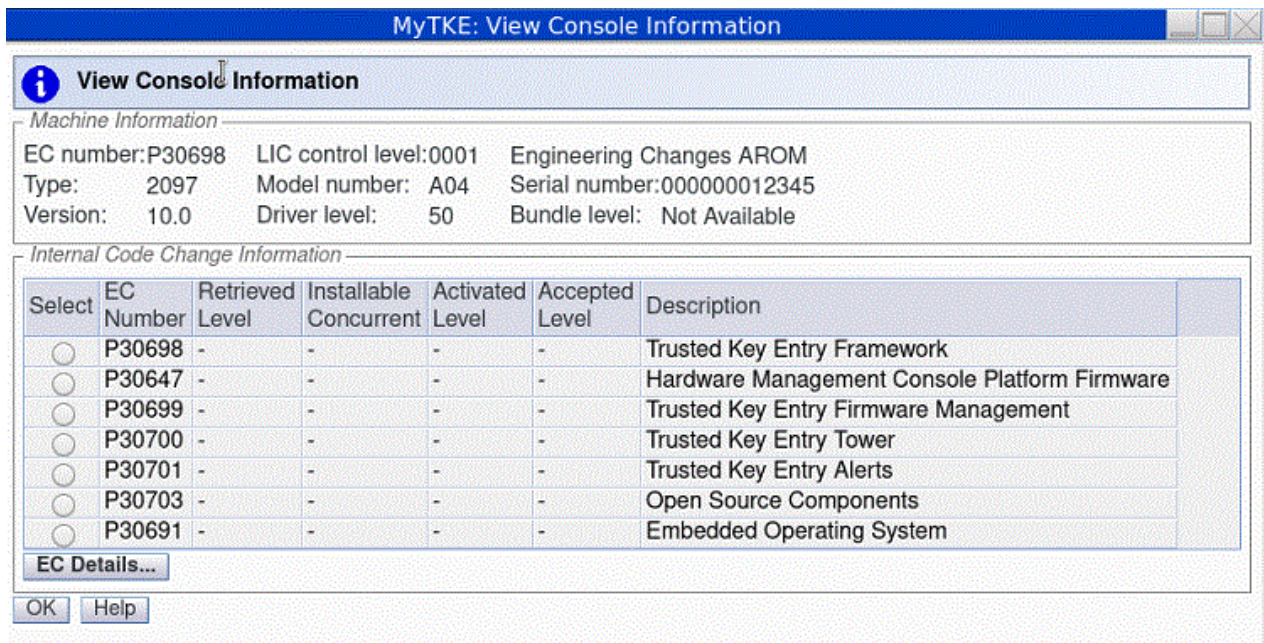 MyTKE: View Console Information
View Console Information
Machine Information
EC number:P30698 LIC control level:0001 Engineering Changes AROM
Type: 2097 Model number: A04 Serial number:000000012345
Version: 10.0 Driver level: 50 Bundle level: Not Available
Internal Code Change Information
Select EC Number Retrieved Level Installable Concurrent Activated Level Accepted Level Description
P30698 - - - - Trusted Key Entry Framework
P30647 - - - - Hardware Management Console Platform Firmware
P30699 - - - - Trusted Key Entry Firmware Management
P30700 - - - - Trusted Key Entry Tower
P30701 - - - - Trusted Key Entry Alerts
P30703 - - - - Open Source Components
P30691 - - - - Embedded Operating System
EC Details...
OK Help